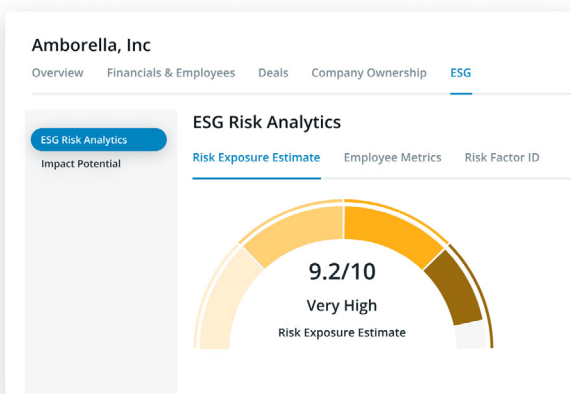 Amborella, Inc
Overview Financials & Employees Deals Company Ownership ESG
ESG Risk Analytics
Impact Potential
ESG Risk Analytics
Risk Exposure Estimate Employee Metrics Risk Factor ID
9.2/10
Very High
Risk Exposure Estimate